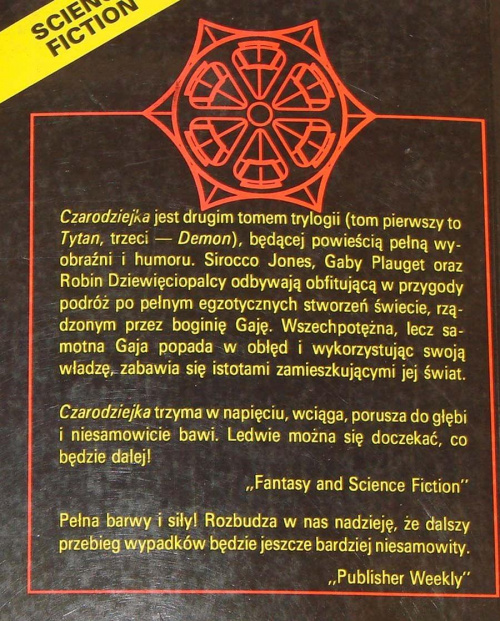 SCIENCE
FICTION
Czarodziejka jest drugim tomem trylogii (tom pierwszy to
Tytan, trzeci — Demon), będącej powieścią pełną wy-
obraźni i humoru. Sirocco Jones, Gaby Plauget oraz
Robin Dziewięciopalcy odbywają obfitującą w przygody
podróż po pełnym egzotycznych stworzeń świecie, rzą-
dzonym przez boginię Gaję. Wszechpotężna, lecz sa-
motna Gaja popada w obłęd i wykorzystując swoją
władzę, zabawia się istotami zamieszkującymi jej świat.
Czarodziejka trzyma w napięciu, wciąga, porusza do głębi
i niesamowicie bawi. Ledwie można się doczekać, co
będzie dalej!
„Fantasy and Science Fiction”
Pełna barwy i siły! Rozbudza w nas nadzieję, że dalszy
przebieg wypadków będzie jeszcze bardziej niesamowity.
„Publisher Weekly”